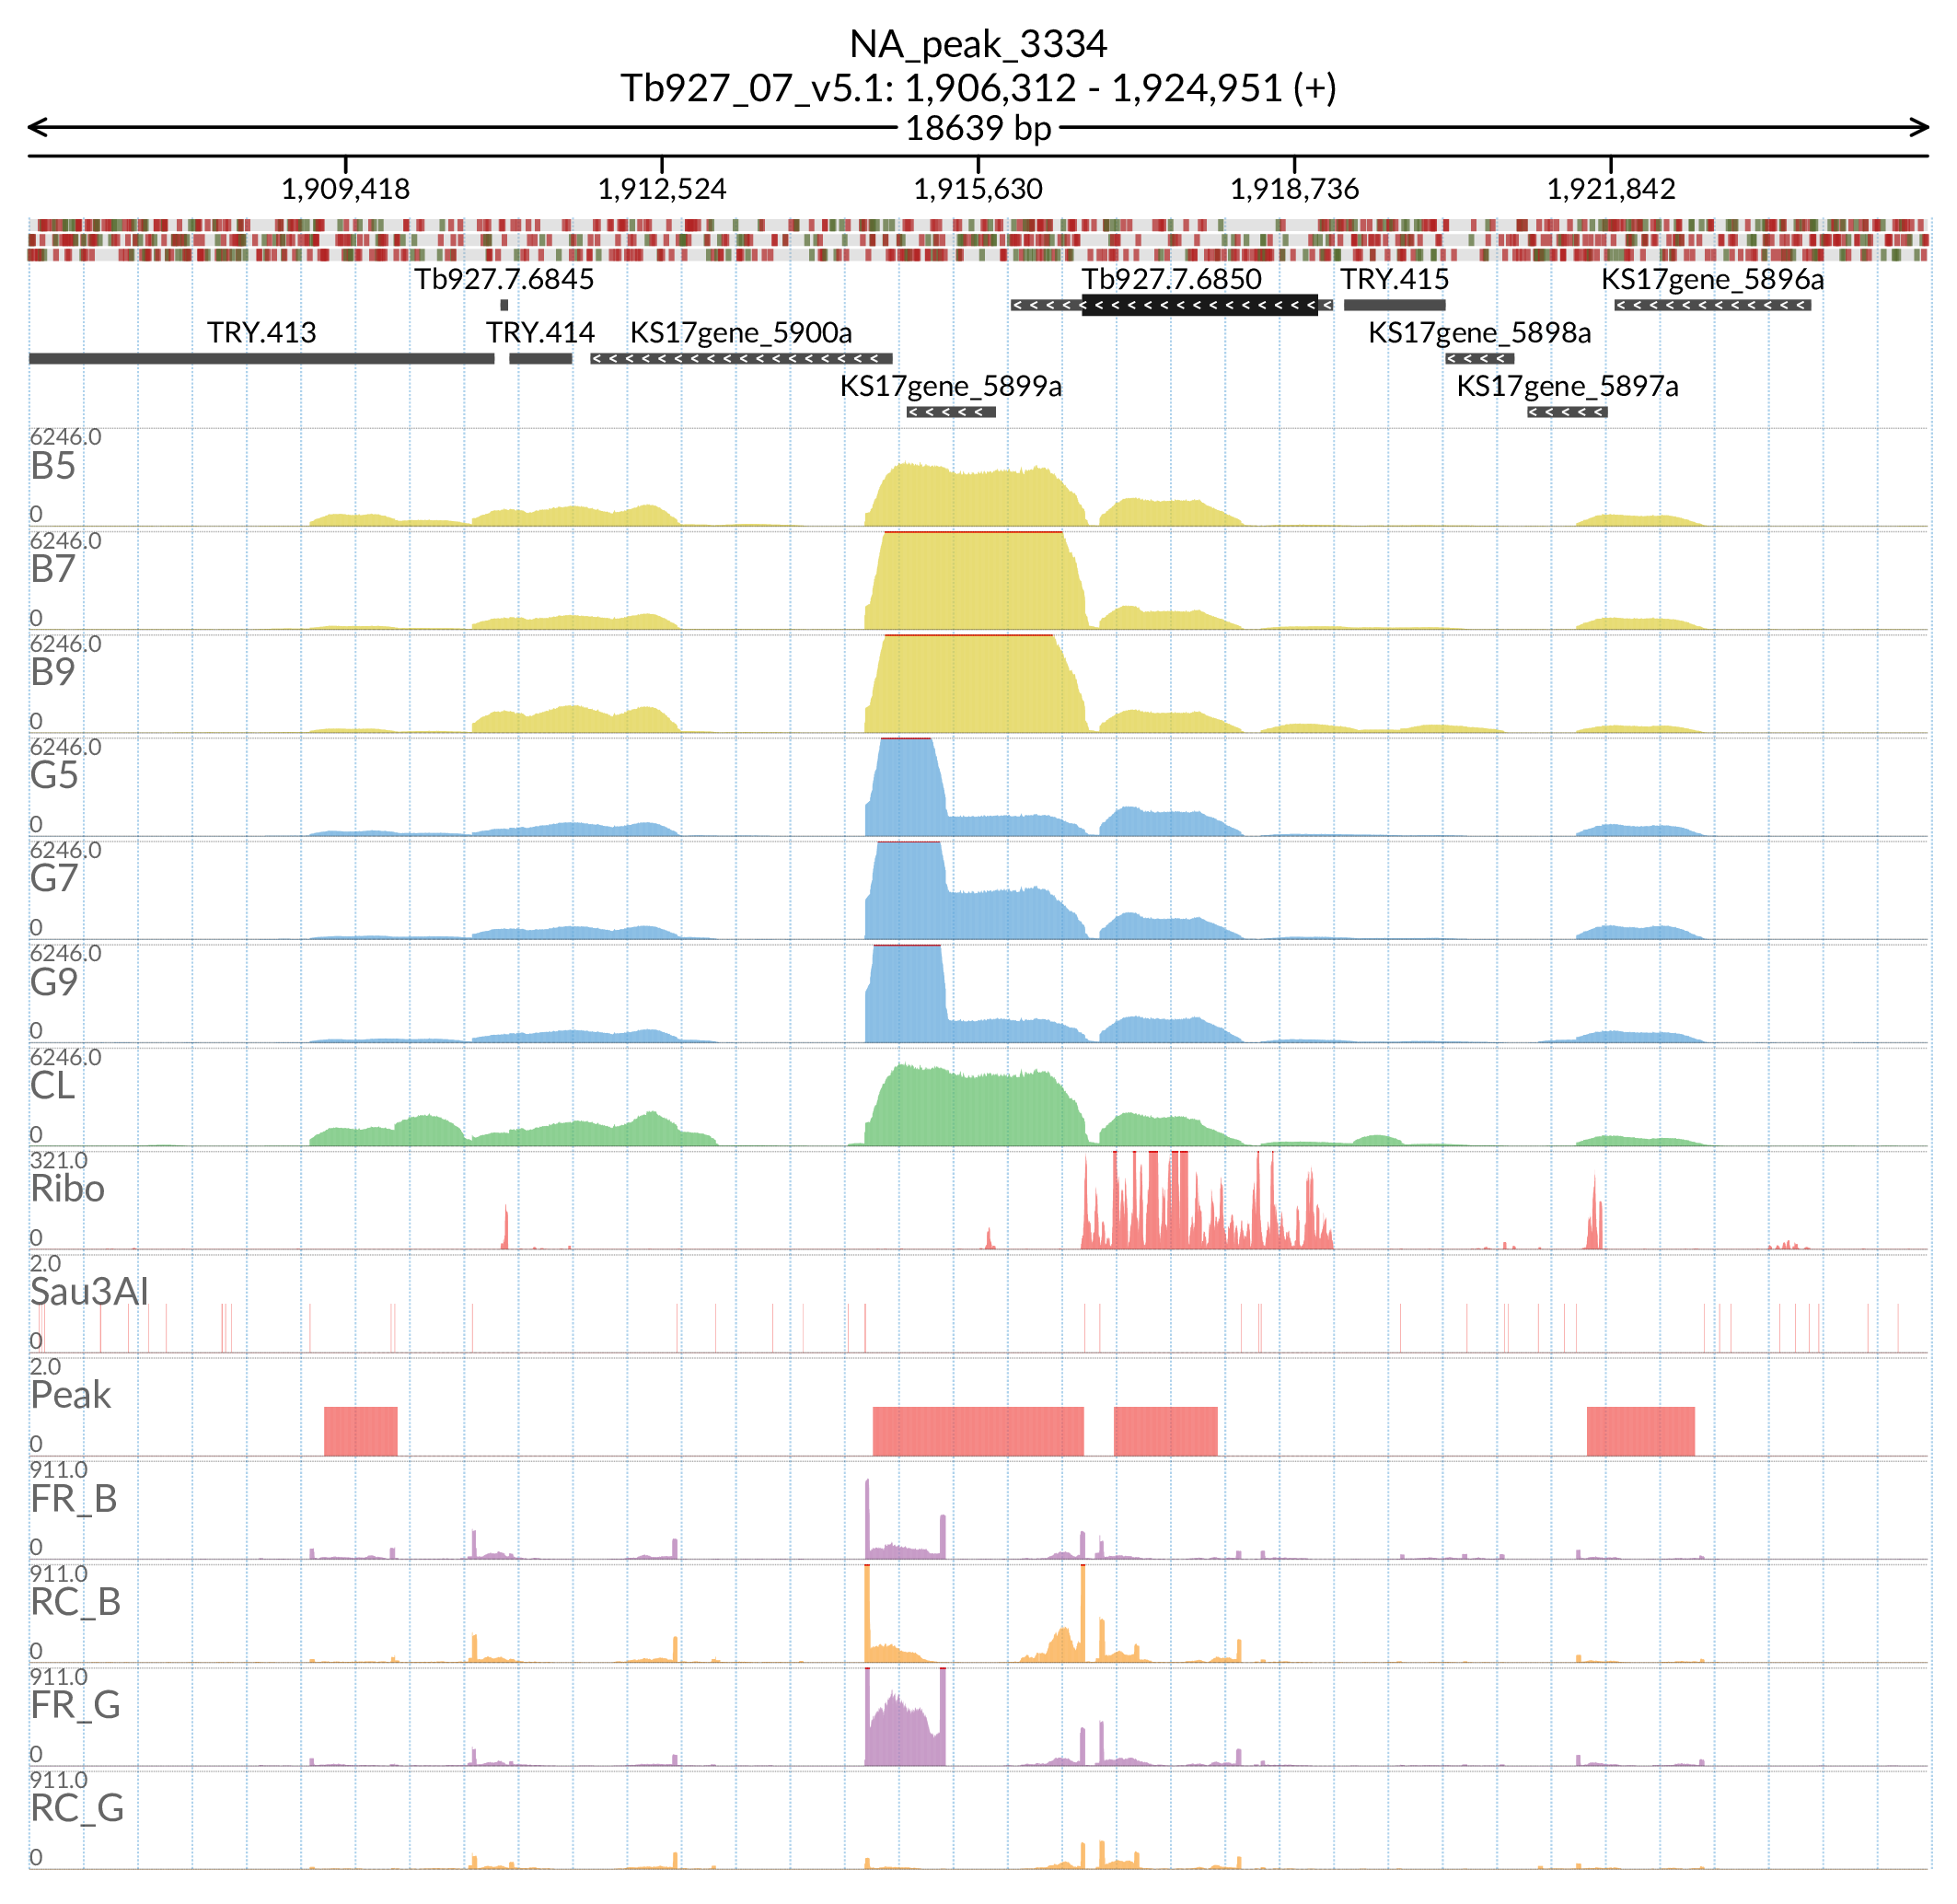 NA_peak_3334
Tb927_07_v5.1: 1,906,312 - 1,924,951 (+)
18639 bp
1,909,418 1,912,524 1,915,630 1,918,736 1,921,842
Tb927.7.6845 Tb927.7.6850 TRY.415 KS17gene_5896a
TRY.413 TRY.414 KS17gene_5900a KS17gene_5898a
KS17gene_5899a KS17gene_5897a
6246.0
B5
0
6246.0
B7
0
6246.0
B9
0
6246.0
G5
0
6246.0
G7
0
6246.0
G9
0
6246.0
CL
0
321.0
Ribo
0
2.0
Sau3AI
0
2.0
Peak
0
911.0
FR_B
0
911.0
RC_B
0
911.0
FR_G
0
911.0
RC_G
0